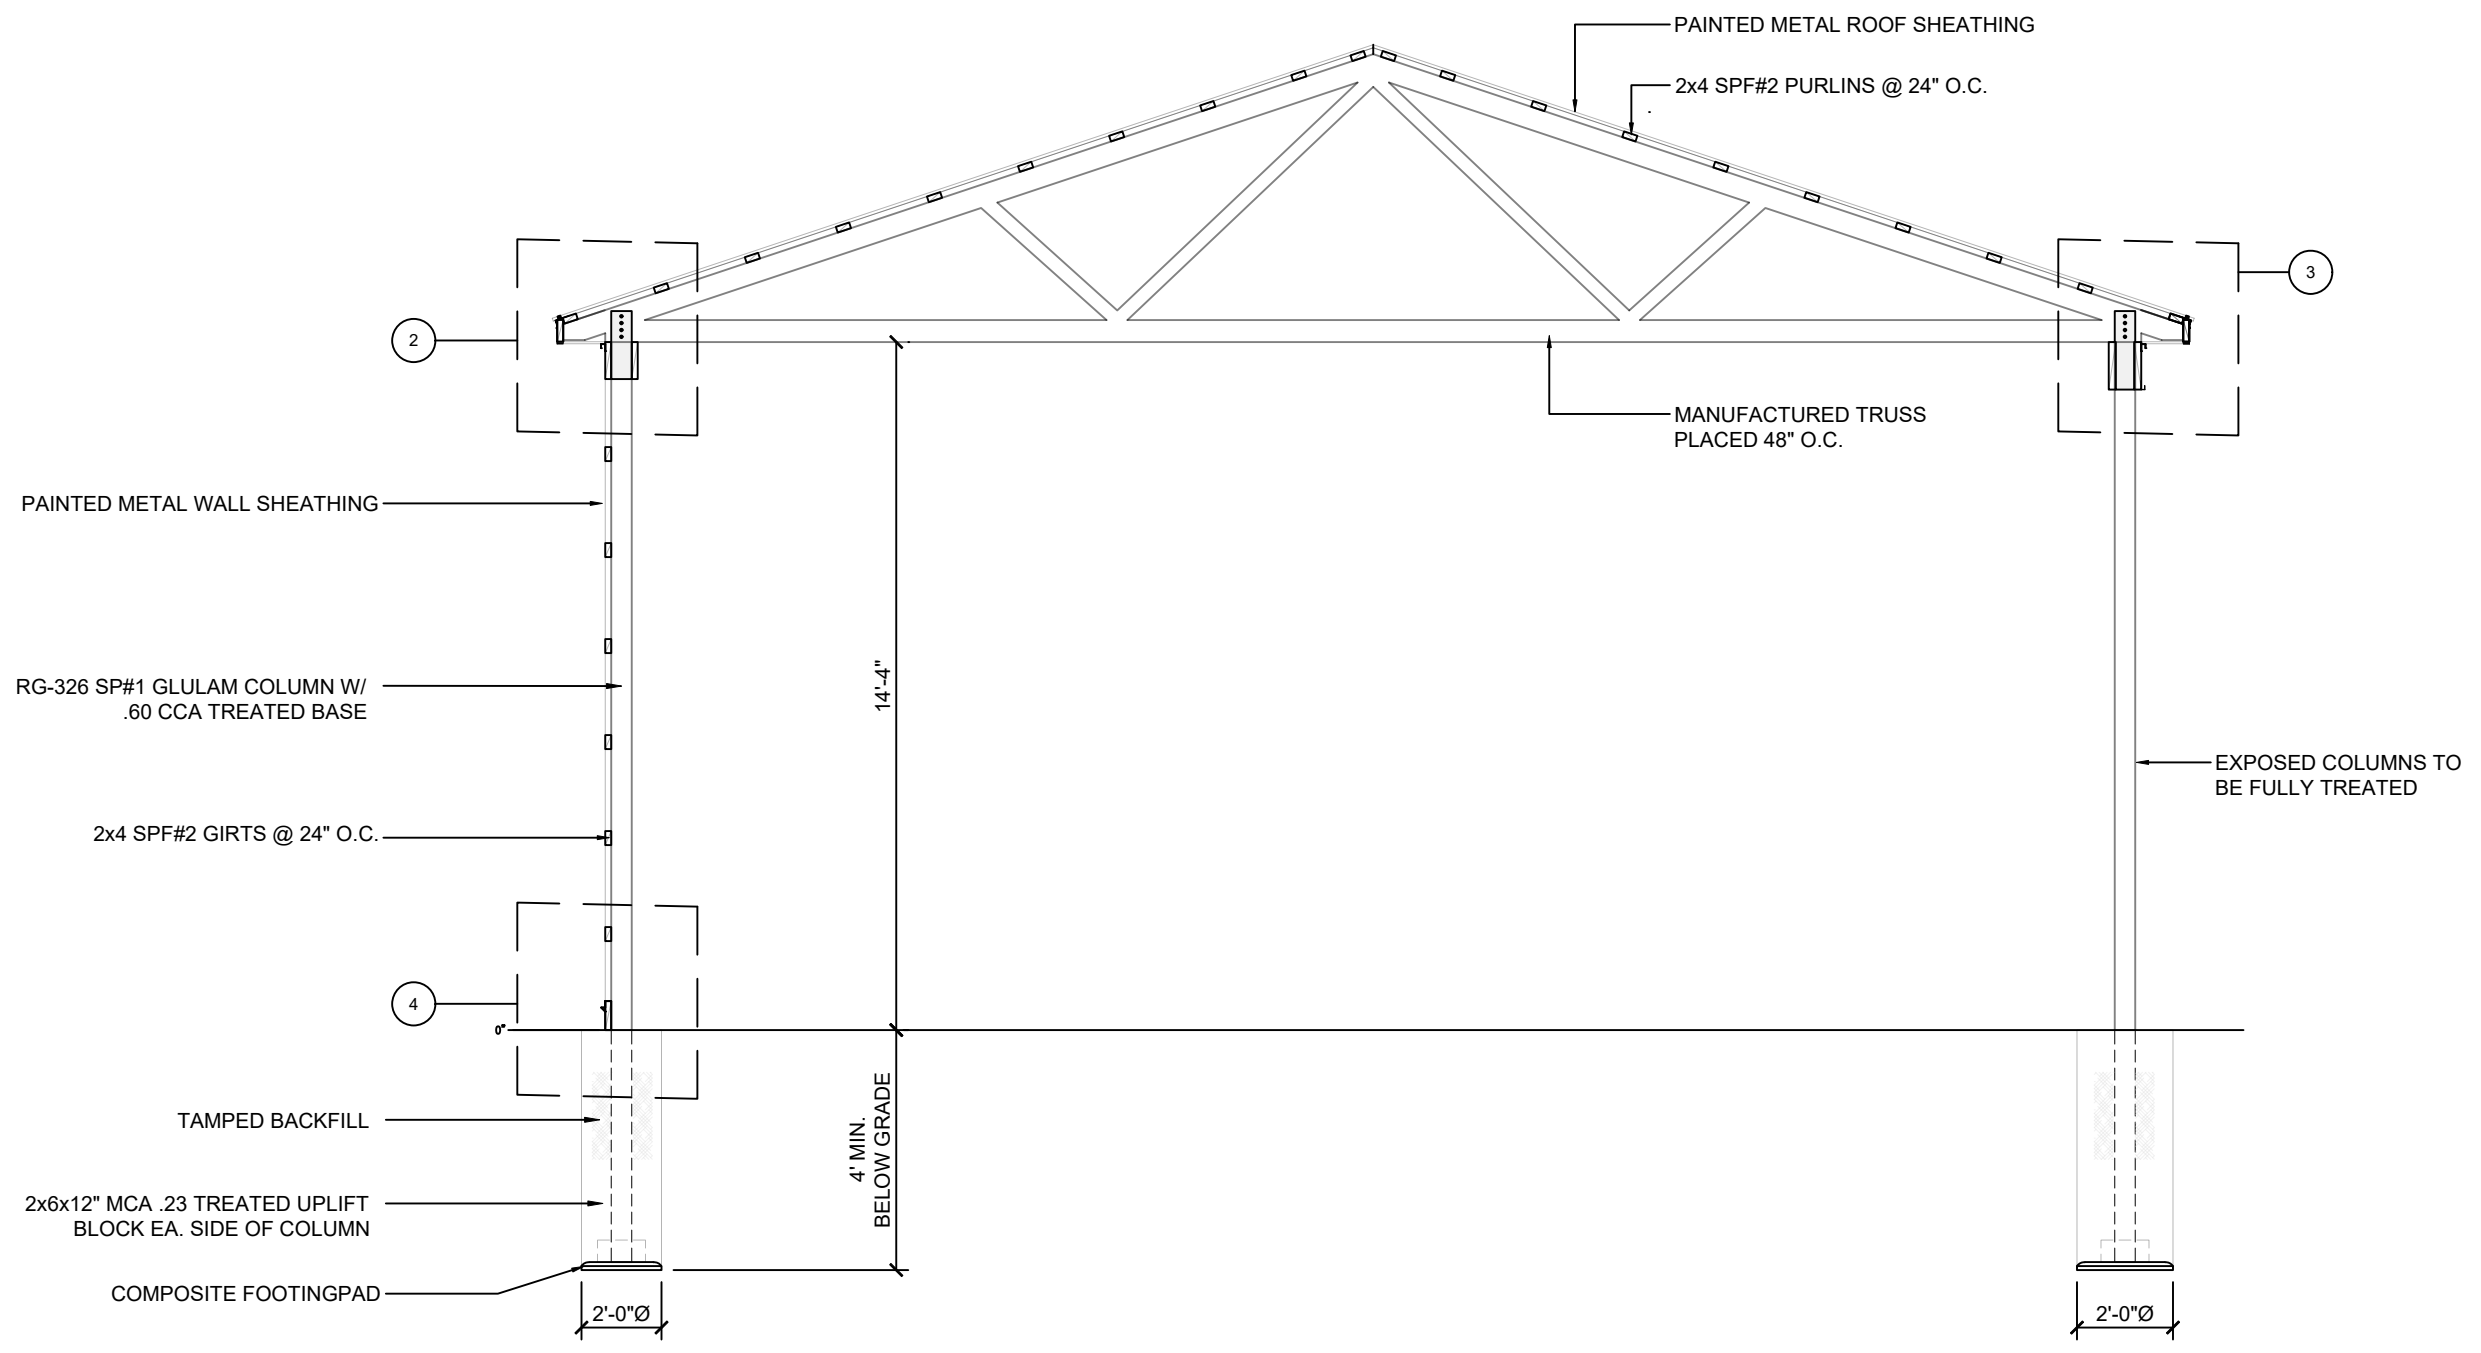 PAINTED METAL ROOF SHEATHING
2x4 SPF#2 PURLINS @ 24" O.C.
3
2
MANUFACTURED TRUSS
PLACED 48" O.C.
PAINTED METAL WALL SHEATHING
14'-4"
RG-326 SP#1 GLULAM COLUMN W/
.60 CCA TREATED BASE
EXPOSED COLUMNS TO
BE FULLY TREATED
2x4 SPF#2 GIRTS @ 24" O.C.
4
0"
TAMPED BACKFILL
4' MIN.
BELOW GRADE
2x6x12" MCA .23 TREATED UPLIFT
BLOCK EA. SIDE OF COLUMN
COMPOSITE FOOTINGPAD
2'-0"Ø
2'-0"Ø